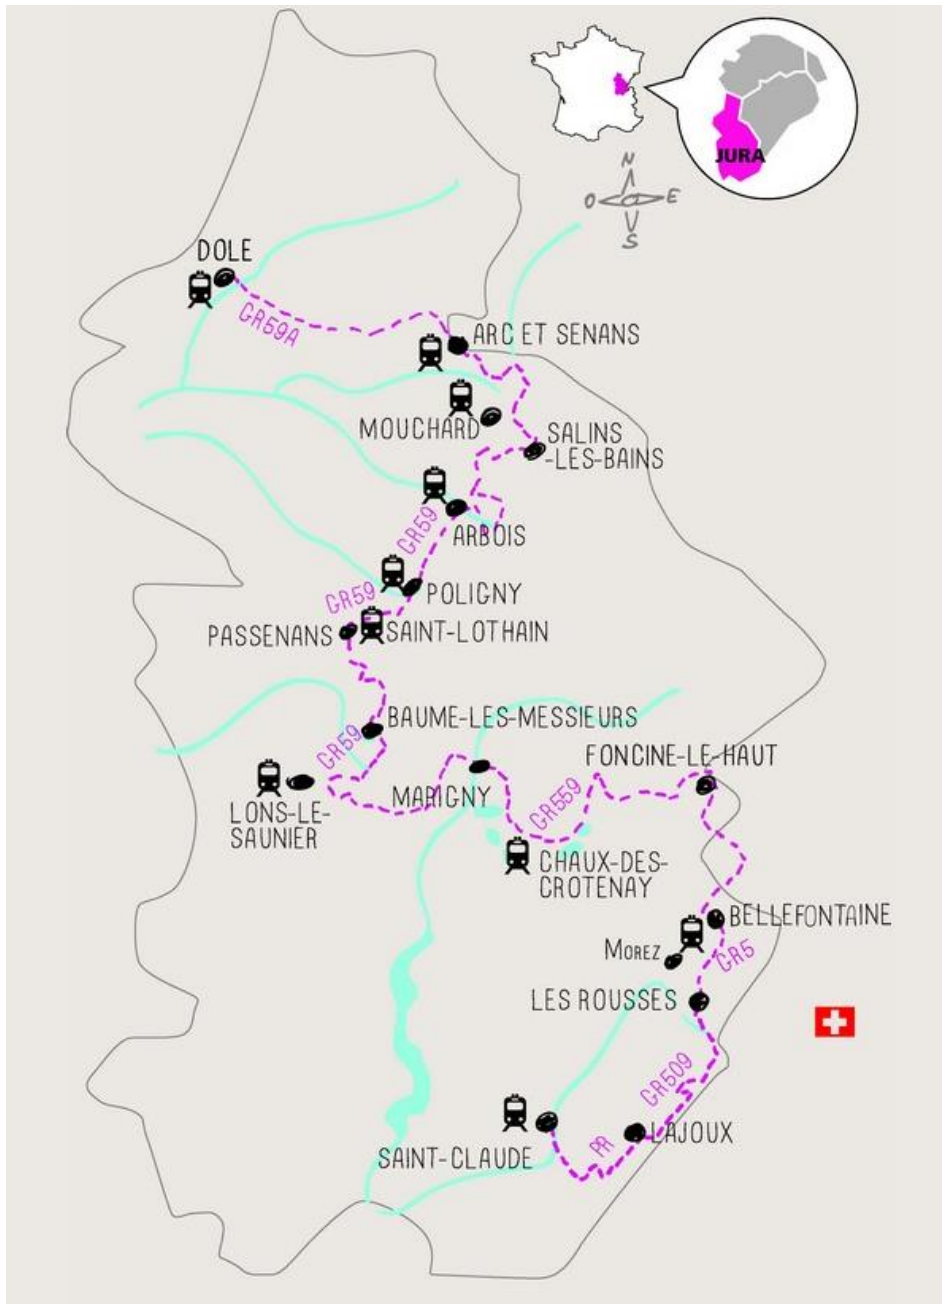 JURA
N
O
E
S
DOLE
GR59A
ARC ET SENANS
MOUCHARD
SALINS
-LES-BAINS
GR59
ARBOIS
GR59
POLIGNY
PASSENANS
SAINT-LOTHAIN
BAUME-LES-MESSIEURS
GR59
FONCINE-LE-HAUT
MARIGNY
GR559
LONS-LE-
SAUNIER
CHAUX-DES-
CROTENAY
BELLEFONTAINE
MOREZ
GR5
LES ROUSSES
GR509
LAJOUX
PR
SAINT-CLAUDE